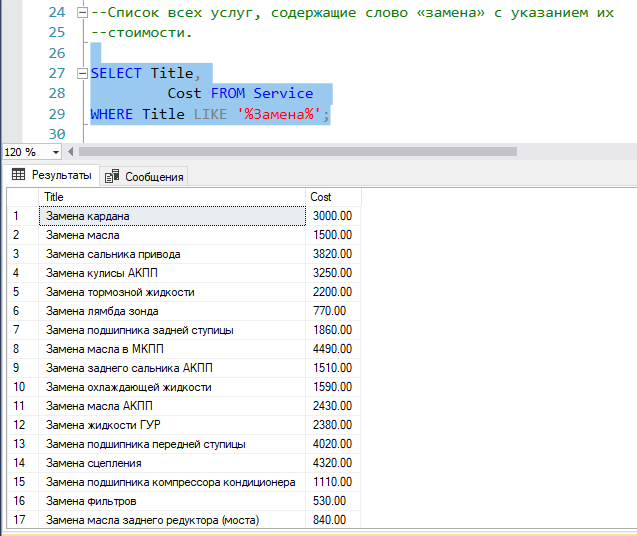 24 --Список всех услуг, содержащие слово «замена» с указанием их
25 --стоимости.
26
27 SELECT Title,
28 Cost FROM Service
29 WHERE Title LIKE '%Замена%';
30
120 %
Результаты Сообщения
Title Cost
1 Замена кардана 3000.00
2 Замена масла 1500.00
3 Замена сальника привода 3820.00
4 Замена кулисы АКПП 3250.00
5 Замена тормозной жидкости 2200.00
6 Замена лямбда зонда 770.00
7 Замена подшипника задней ступицы 1860.00
8 Замена масла в МКПП 4490.00
9 Замена заднего сальника АКПП 1510.00
10 Замена охлаждающей жидкости 1590.00
11 Замена масла АКПП 2430.00
12 Замена жидкости ГУР 2380.00
13 Замена подшипника передней ступицы 4020.00
14 Замена сцепления 4320.00
15 Замена подшипника компрессора кондиционера 1110.00
16 Замена фильтров 530.00
17 Замена масла заднего редуктора (моста) 840.00